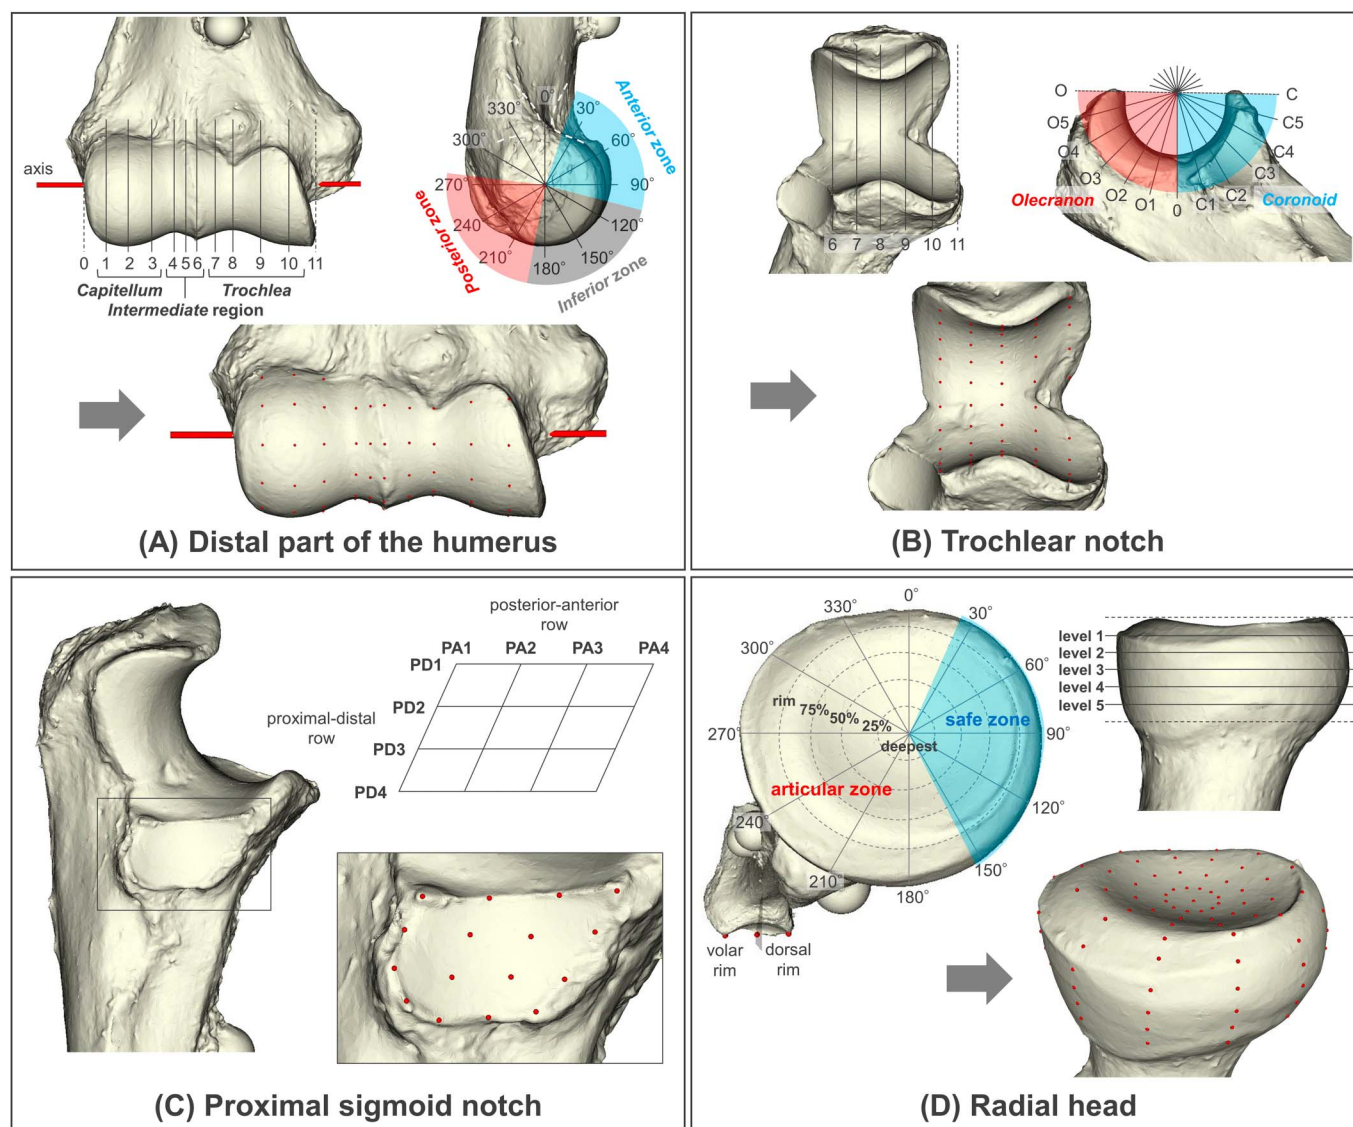 0°
30°
60°
90°
120°
150°
180°
210°
240
270°
300°
330°
Anterior zone
Inferior zone
Posterior zone
axis
0 1 2 3 4 5 6 7 8 9 10 11
Capitellum Trochlea
Intermediate region
(A) Distal part of the humerus
6 7 8 9 10 11
O
O5
O4
O3
O2
O1
0
C1
C2
C3
C4
C5
C
Olecranon
Coronoid
(B) Trochlear notch
posterior-anterior
row
PA1 PA2 PA3 PA4
PD1
PD2
PD3
PD4
proximal-distal
row
(C) Proximal sigmoid notch
0°
30°
60°
90°
120°
150°
180°
210°
240°
270°
300°
330°
rim 75% 50% 25%
deepest
safe zone
articular zone
volar
rim
dorsal
rim
level 1
level 2
level 3
level 4
level 5
(D) Radial head